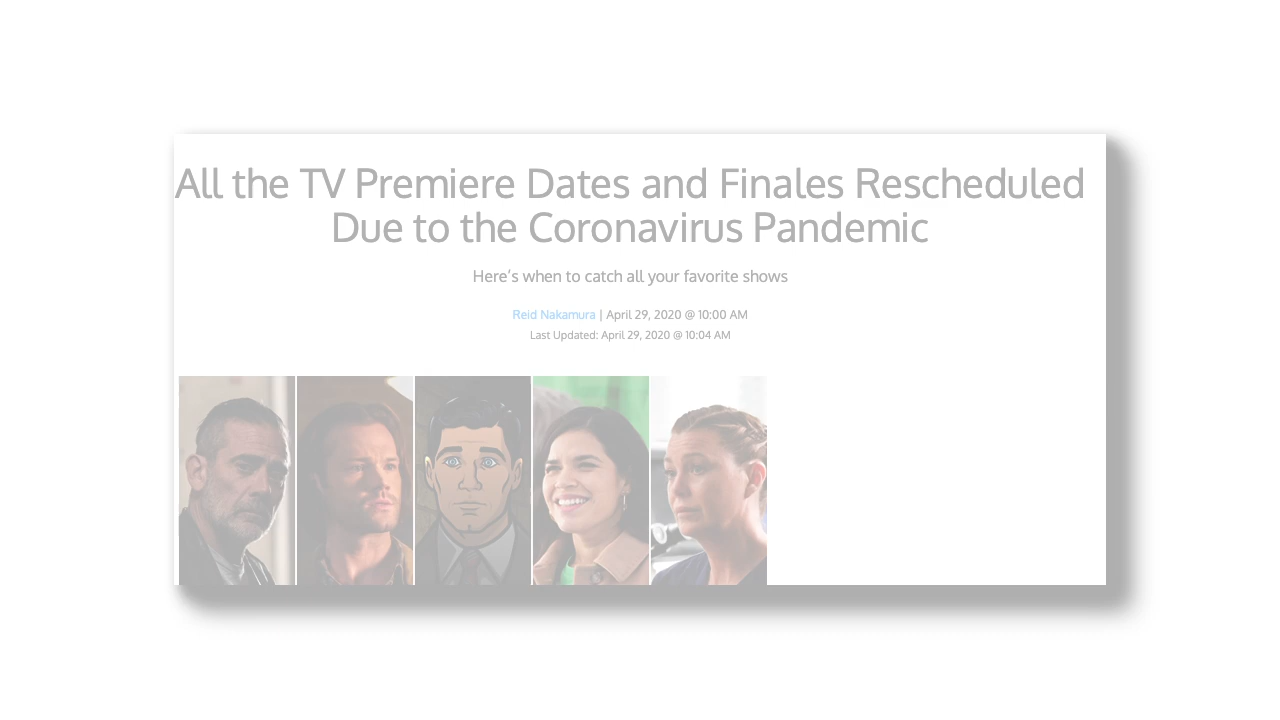 All the TV Premiere Dates and Finales Rescheduled
Due to the Coronavirus Pandemic
Here’s when to catch all your favorite shows
Reid Nakamura | April 29, 2020 @ 10:00 AM
Last Updated: April 29, 2020 @ 10:04 AM